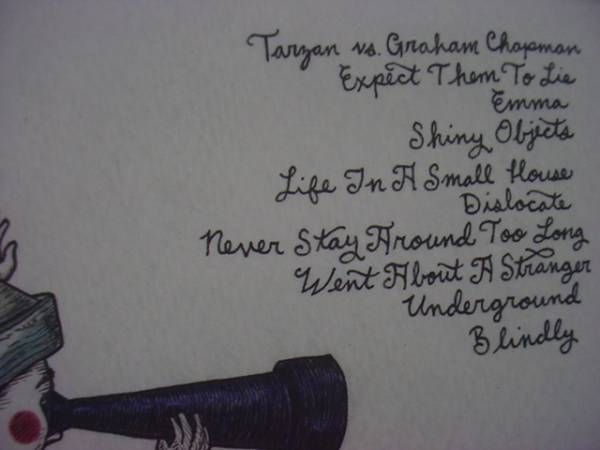 Tarzan vs. Graham Chapman
Expect Them To Lie
Emma
Shiny Objects
Life In A Small House
Dislocate
Never Stay Around Too Long
Went About A Stranger
Underground
Blindly